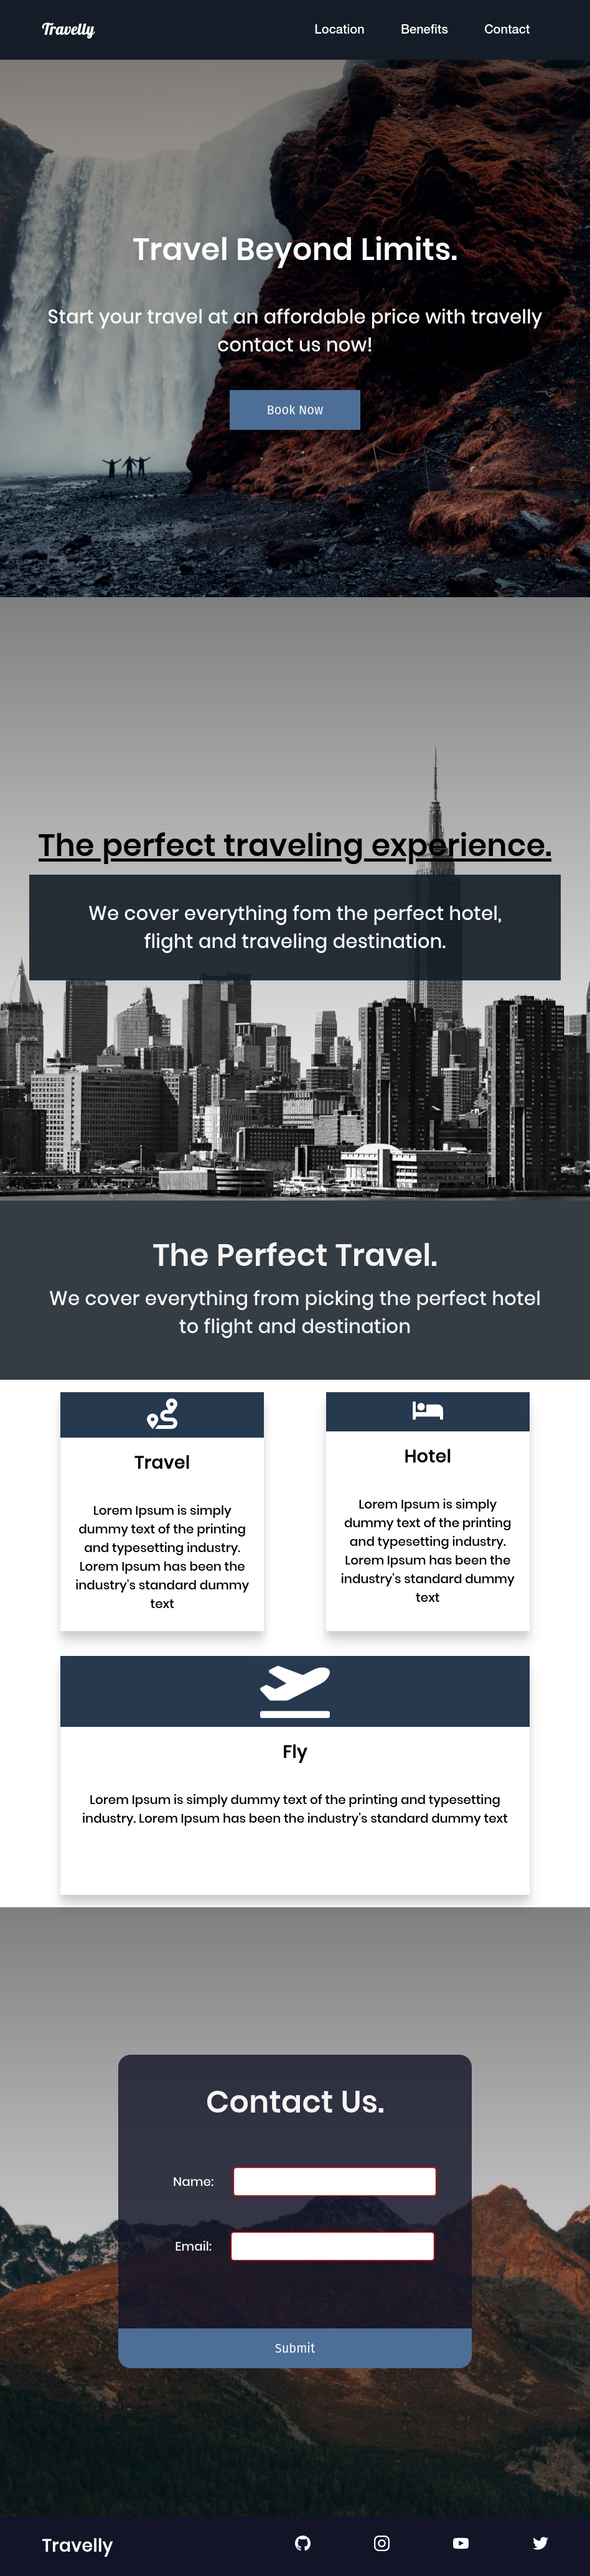 Travelly
Location Benefits Contact
Travel Beyond Limits.
Start your travel at an affordable price with travelly
contact us now!
Book Now
The perfect traveling experience.
We cover everything fom the perfect hotel,
flight and traveling destination.
The Perfect Travel.
We cover everything from picking the perfect hotel
to flight and destination
Travel
Lorem Ipsum is simply
dummy text of the printing
and typesetting industry.
Lorem Ipsum has been the
industry's standard dummy
text
Hotel
Lorem Ipsum is simply
dummy text of the printing
and typesetting industry.
Lorem Ipsum has been the
industry's standard dummy
text
Fly
Lorem Ipsum is simply dummy text of the printing and typesetting
industry. Lorem Ipsum has been the industry's standard dummy text
Contact Us.
Name:
Email:
Submit
Travelly